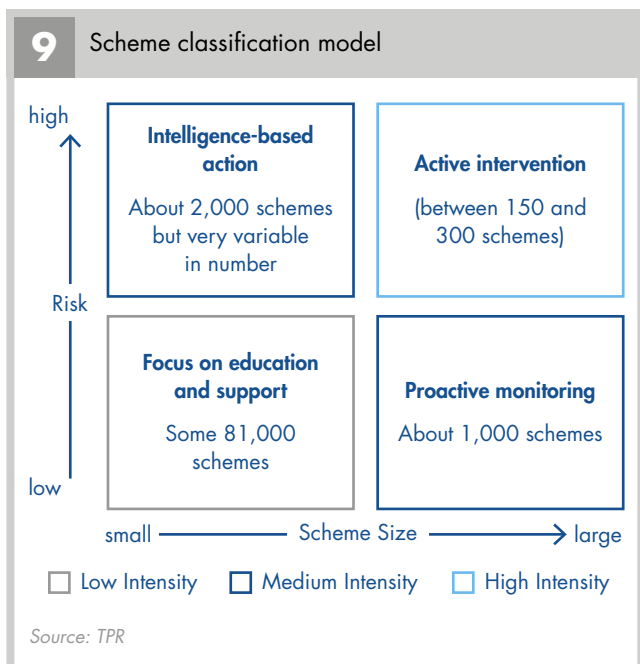 9
Scheme classification model
high
Intelligence-based
action
About 2,000 schemes
but very variable
in number
Active intervention
(between 150 and
300 schemes)
Risk
Focus on education
and support
Some 81,000
schemes
Proactive monitoring
About 1,000 schemes
low
small Scheme Size large
Low Intensity Medium Intensity High Intensity
Source: TPR